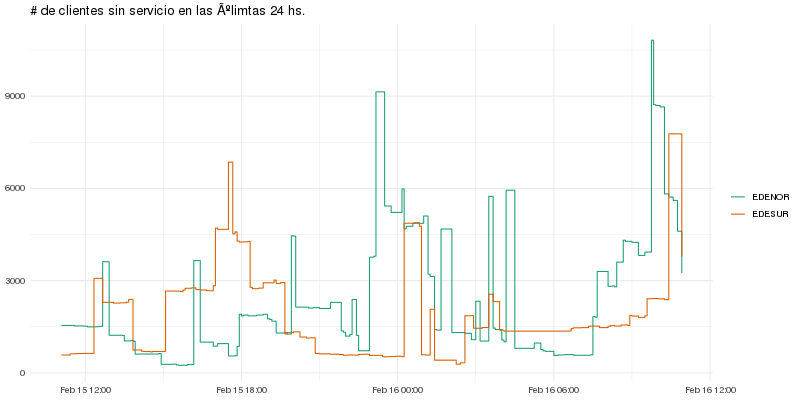 # de clientes sin servicio en las Ãºlimtas 24 hs.
9000
6000
3000
0
Feb 15 12:00
Feb 15 18:00
Feb 16 00:00
Feb 16 06:00
Feb 16 12:00
EDENOR
EDESUR